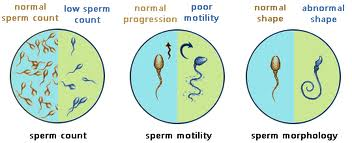 normal sperm count
low sperm count
normal progression
poor motility
normal shape
abnormal shape
sperm count
sperm motility
sperm morphology